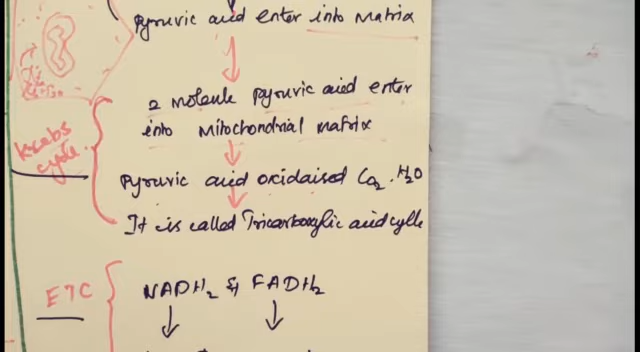 Pyruvic acid enter into Matrix
2 molecule Pyruvic acid enter
into Mitochondrial matrix
Krebs
cycle
Pyruvic acid oxidaised Co2 . H2O
It is called Tricarboxylic acid cylle
ETC
NADH2 & FADH2